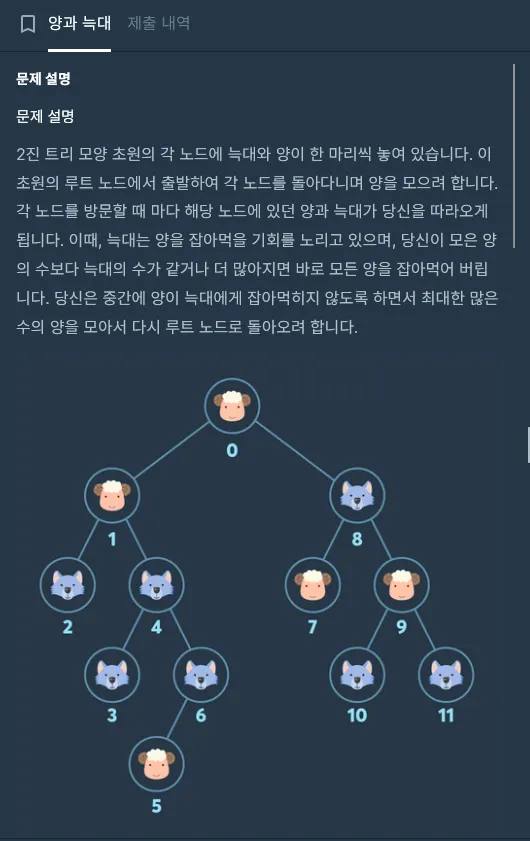 양과 늑대 제출 내역
문제 설명
문제 설명
2진 트리 모양 초원의 각 노드에 늑대와 양이 한 마리씩 놓여 있습니다. 이
초원의 루트 노드에서 출발하여 각 노드를 돌아다니며 양을 모으려 합니다.
각 노드를 방문할 때 마다 해당 노드에 있던 양과 늑대가 당신을 따라오게
됩니다. 이때, 늑대는 양을 잡아먹을 기회를 노리고 있으며, 당신이 모은 양
의 수보다 늑대의 수가 같거나 더 많아지면 바로 모든 양을 잡아먹어 버립
니다. 당신은 중간에 양이 늑대에게 잡아먹히지 않도록 하면서 최대한 많은
수의 양을 모아서 다시 루트 노드로 돌아오려 합니다.
0
1 8
2 4 7 9
3 6 10 11
5